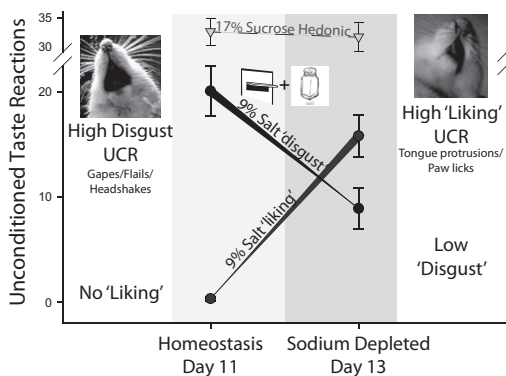 Unconditioned Taste Reactions
35
30
20
10
0
17% Sucrose Hedonic
+
High Disgust
UCR
Gapes/Flails/
Headshakes
No 'Liking'
9% Salt 'disgust'
9% Salt 'liking'
High 'Liking'
UCR
Tongue protrusions/
Paw licks
Low
'Disgust'
Homeostasis
Day 11
Sodium Depleted
Day 13